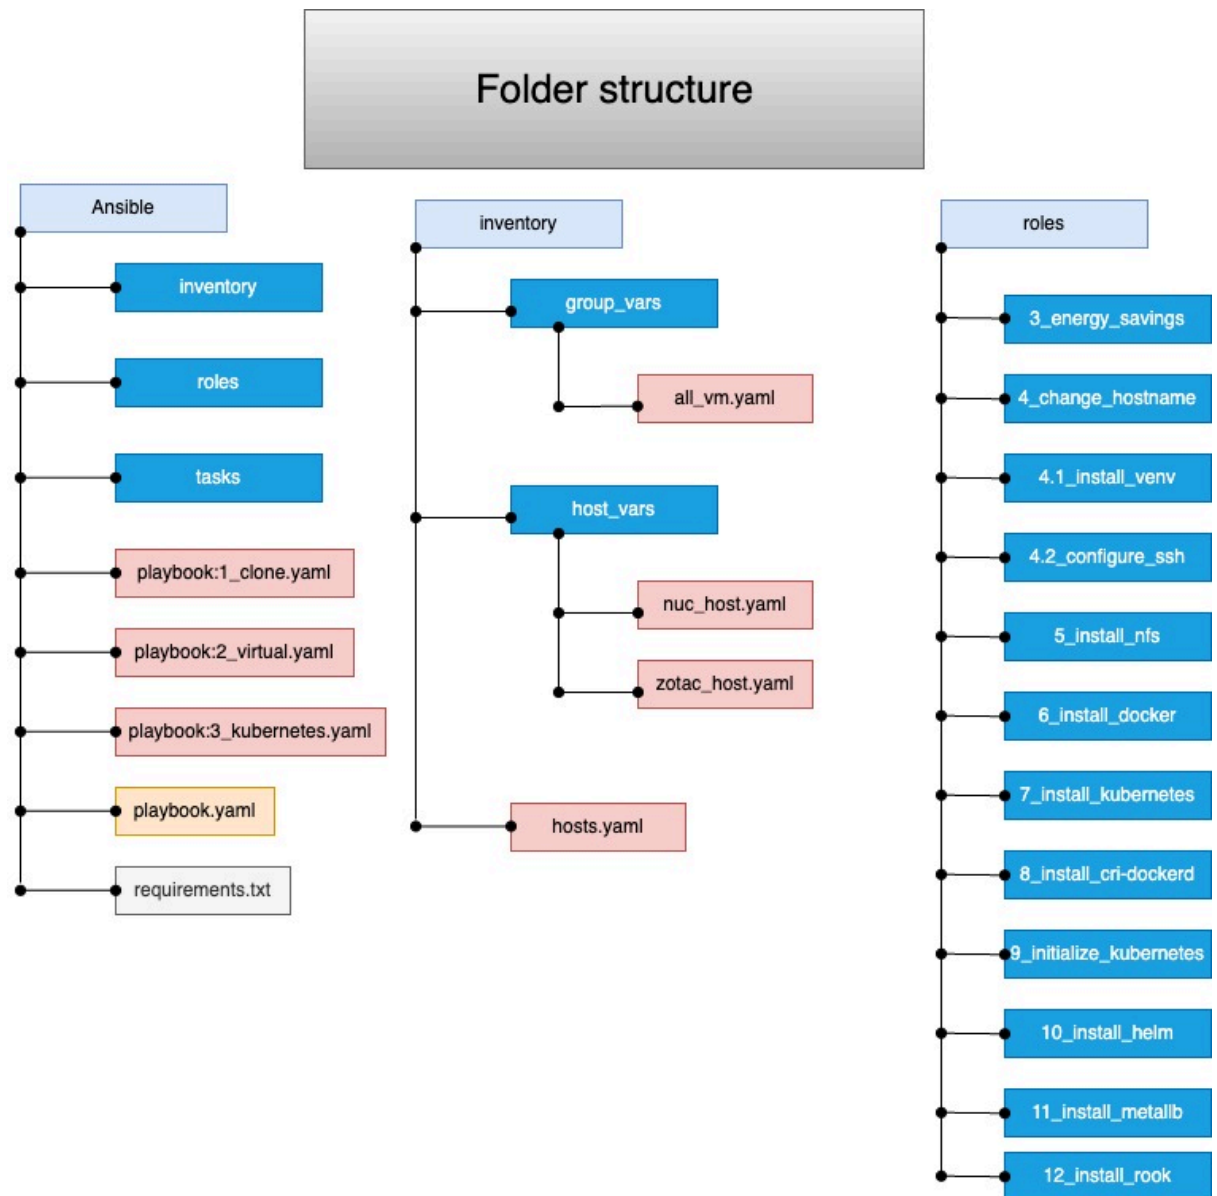 Folder structure
Ansible
inventory
roles
tasks
playbook:1_clone.yaml
playbook:2_virtual.yaml
playbook:3_kubernetes.yaml
playbook.yaml
requirements.txt
inventory
group_vars
all_vm.yaml
host_vars
nuc_host.yaml
zotac_host.yaml
hosts.yaml
roles
3_energy_savings
4_change_hostname
4.1_install_venv
4.2_configure_ssh
5_install_nfs
6_install_docker
7_install_kubernetes
8_install_cri-dockerd
9_initialize_kubernetes
10_install_helm
11_install_metallb
12_install_rook